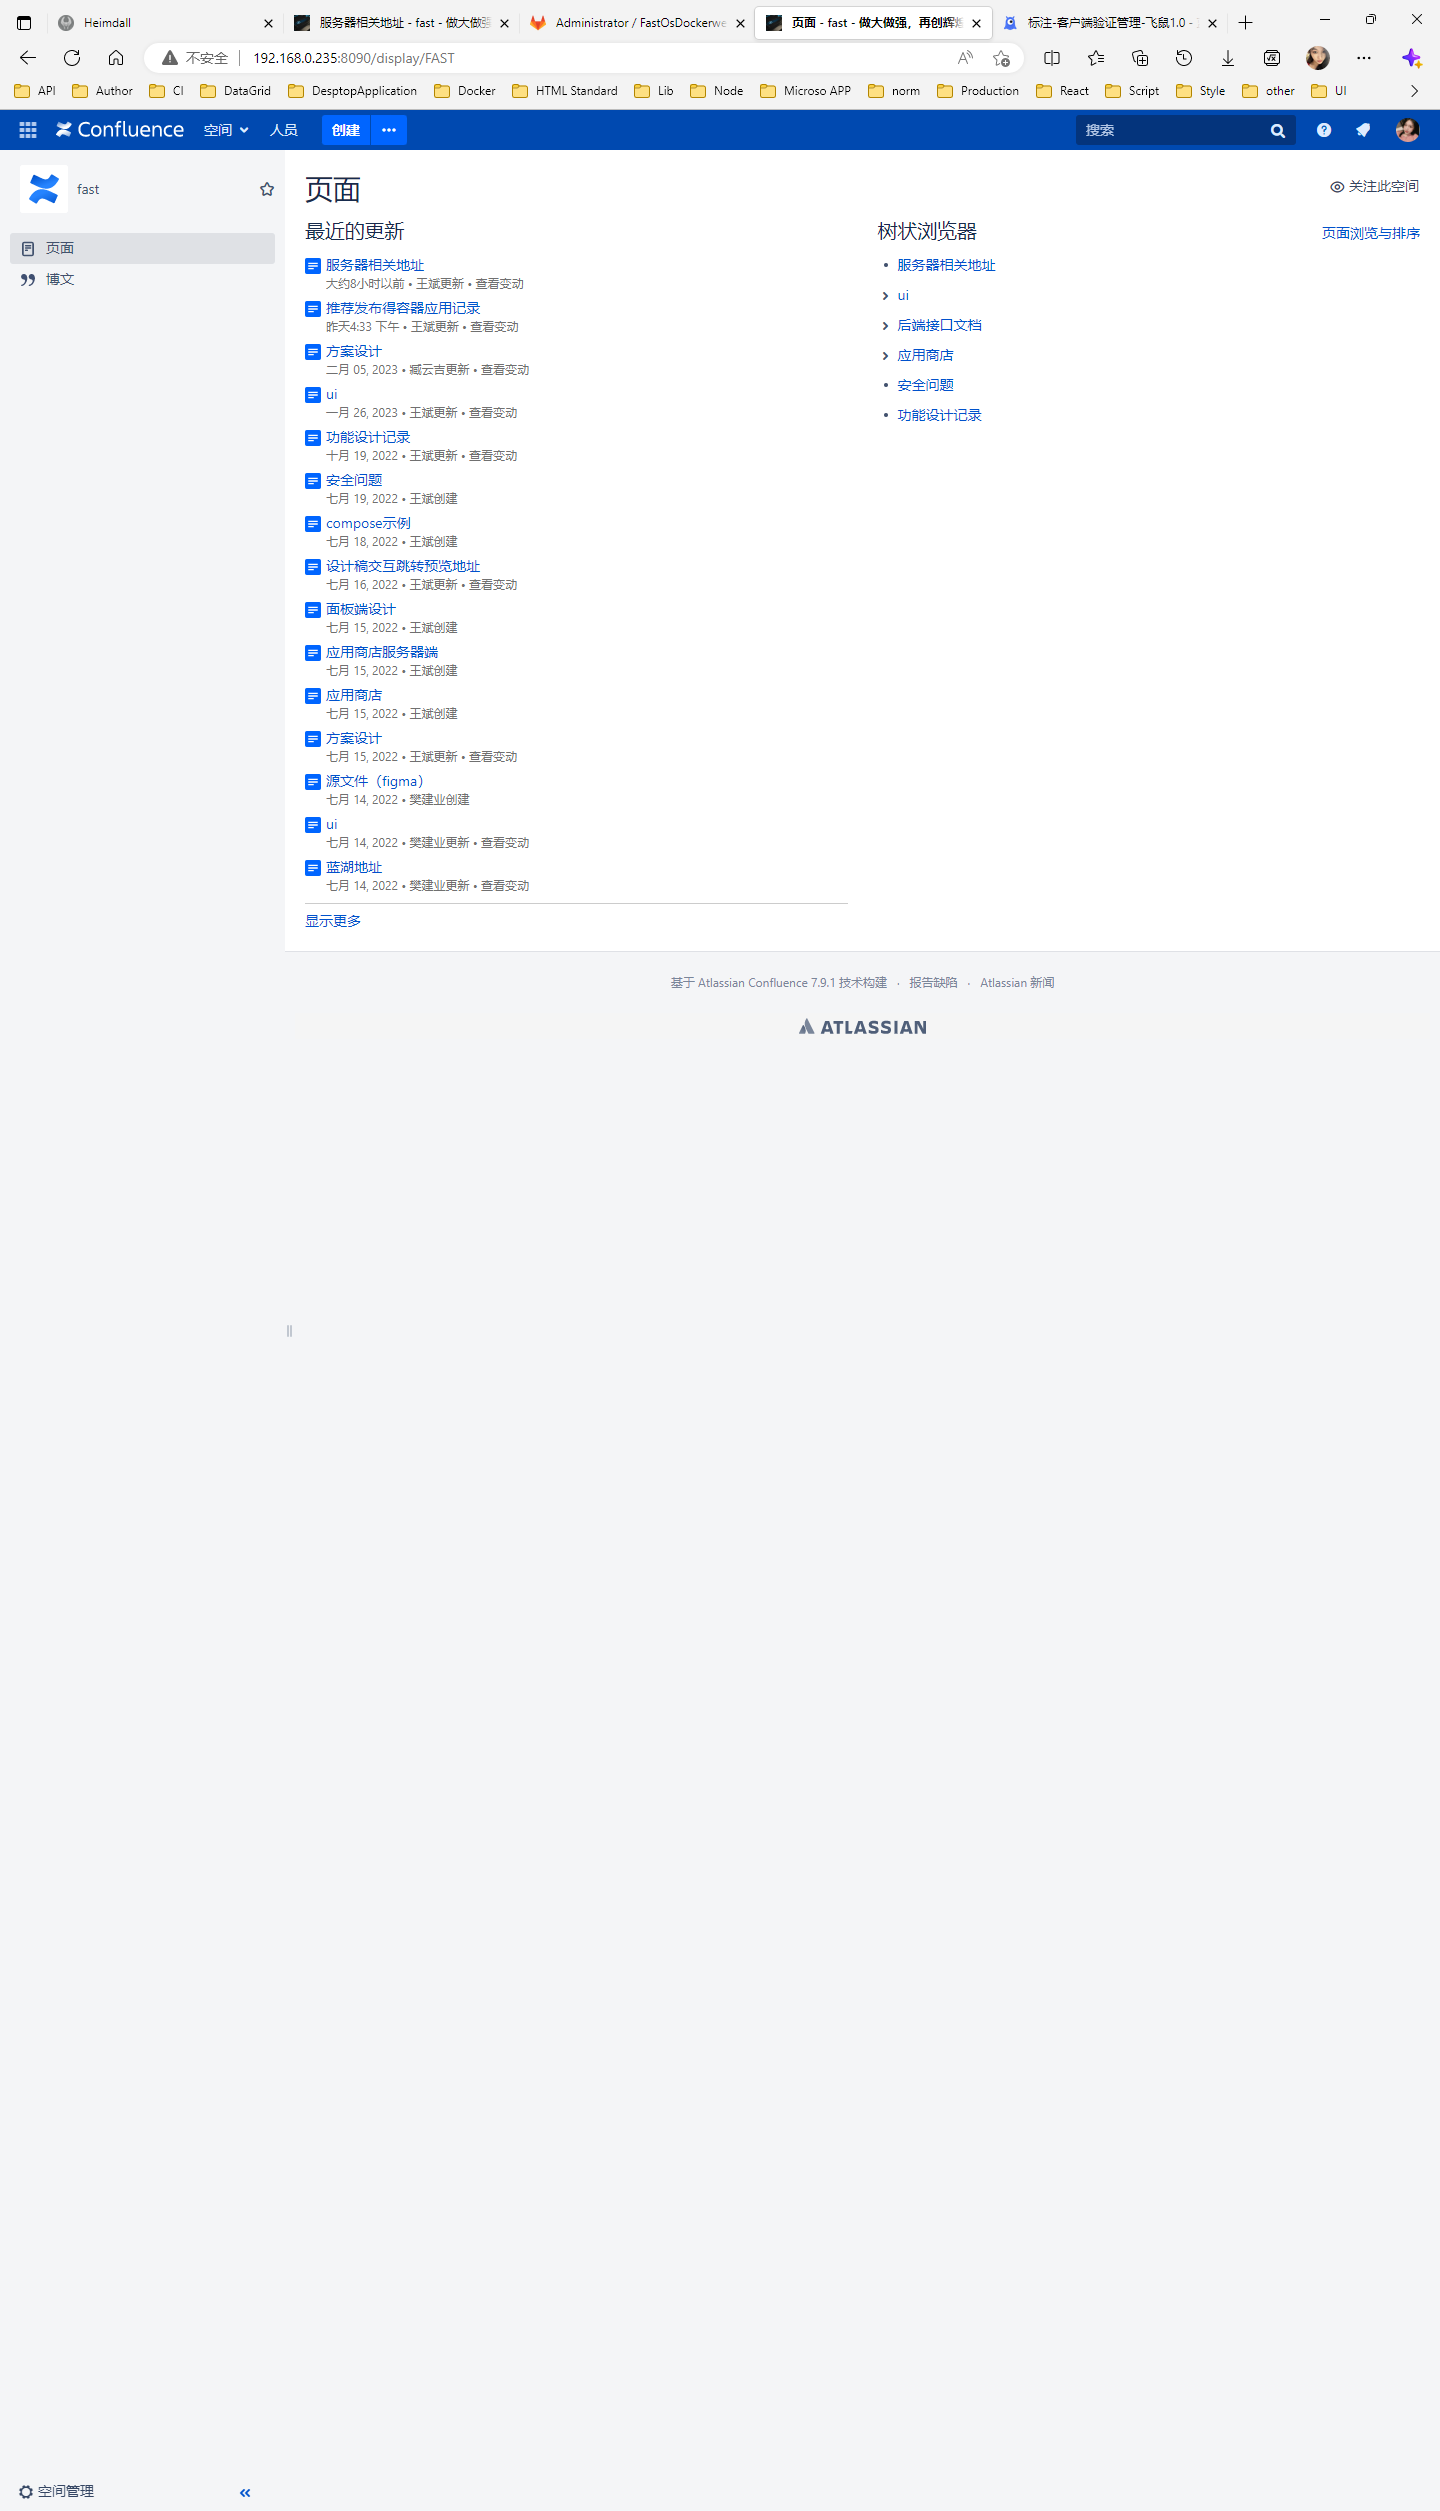 Heimdall
服务器相关地址 - fast - 做大做强
Administrator / FastOsDockerwe
页面 - fast - 做大做强，再创辉煌
标注-客户端验证管理-飞鼠1.0 -
不安全 192.168.0.235:8090/display/FAST
API Author CI DataGrid DesptopApplication Docker HTML Standard Lib Node Microso APP norm Production React Script Style other UI
Confluence 空间 人员 创建 ••• 搜索
fast
页面
博文
页面
关注此空间
最近的更新
服务器相关地址
大约8小时以前 • 王斌更新 • 查看变动
推荐发布得容器应用记录
昨天4:33 下午 • 王斌更新 • 查看变动
方案设计
二月 05, 2023 • 臧云吉更新 • 查看变动
ui
一月 26, 2023 • 王斌更新 • 查看变动
功能设计记录
十月 19, 2022 • 王斌更新 • 查看变动
安全问题
七月 19, 2022 • 王斌创建
compose示例
七月 18, 2022 • 王斌创建
设计稿交互跳转预览地址
七月 16, 2022 • 王斌更新 • 查看变动
面板端设计
七月 15, 2022 • 王斌创建
应用商店服务器端
七月 15, 2022 • 王斌创建
应用商店
七月 15, 2022 • 王斌创建
方案设计
七月 15, 2022 • 王斌更新 • 查看变动
源文件（figma）
七月 14, 2022 • 樊建业创建
ui
七月 14, 2022 • 樊建业更新 • 查看变动
蓝湖地址
七月 14, 2022 • 樊建业更新 • 查看变动
显示更多
树状浏览器
页面浏览与排序
• 服务器相关地址
ui
后端接口文档
应用商店
• 安全问题
• 功能设计记录
基于 Atlassian Confluence 7.9.1 技术构建 · 报告缺陷 · Atlassian 新闻
ATLASSIAN
空间管理